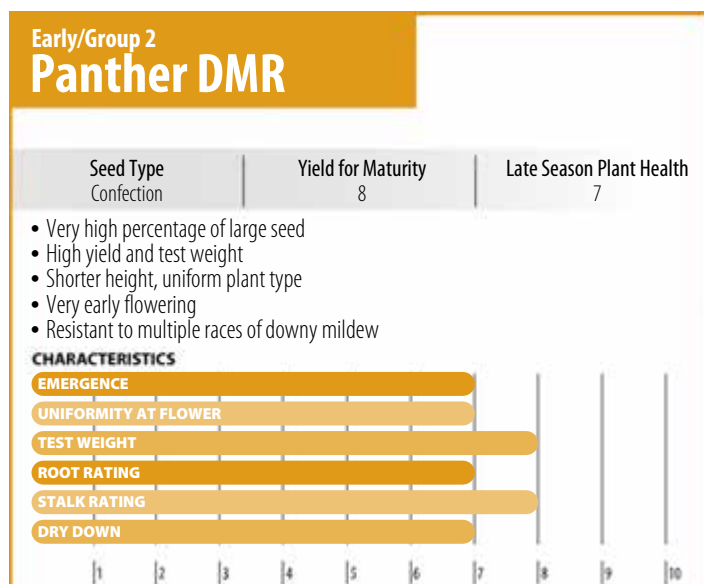 Early/Group 2
Panther DMR
Seed Type
Confection
Yield for Maturity
8
Late Season Plant Health
7
• Very high percentage of large seed
• High yield and test weight
• Shorter height, uniform plant type
• Very early flowering
• Resistant to multiple races of downy mildew
CHARACTERISTICS
EMERGENCE
UNIFORMITY AT FLOWER
TEST WEIGHT
ROOT RATING
STALK RATING
DRY DOWN
1 2 3 4 5 6 7 8 9 10